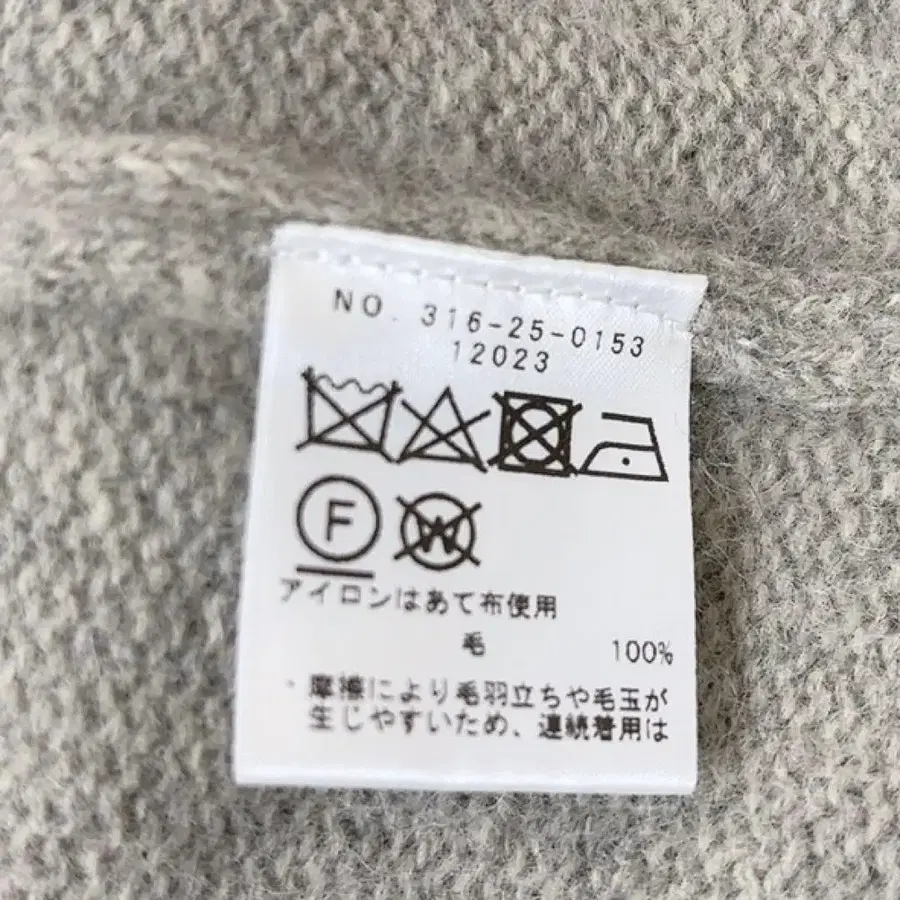 NO. 316-25-0153
12023
F W
アイロンはあて布使用
毛 100%
・摩擦により毛羽立ちや毛玉が
生じやすいため、連続着用は